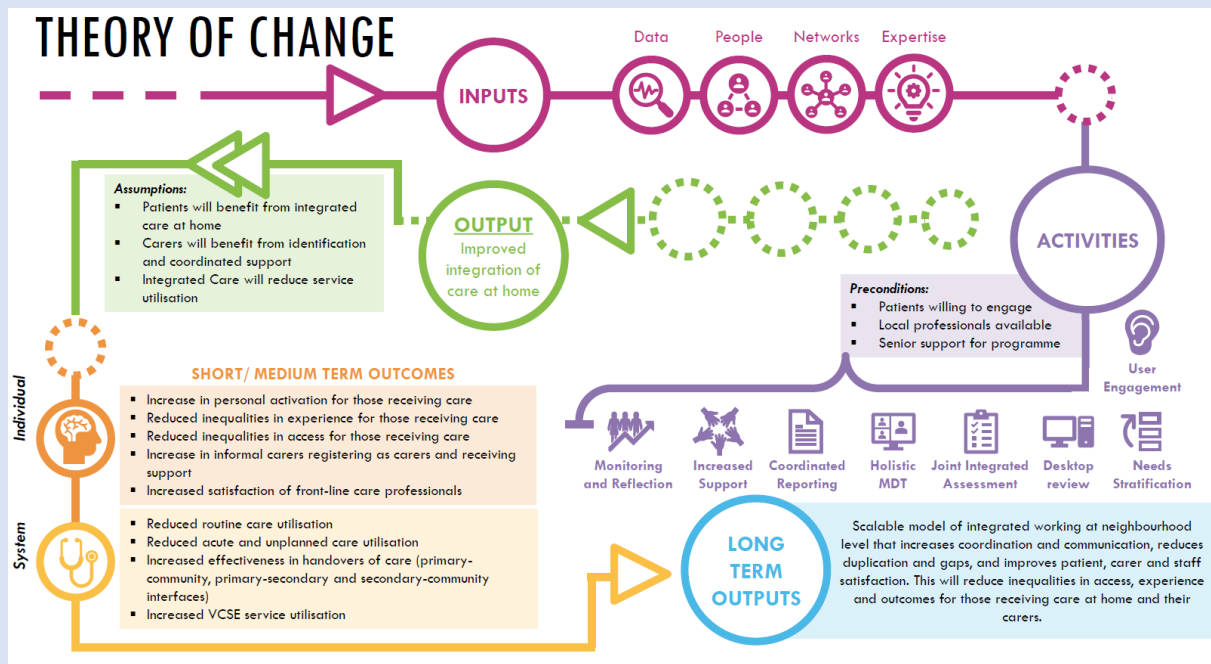 THEORY OF CHANGE
INPUTS
Data
People
Networks
Expertise
ACTIVITIES
Preconditions:
▪ Patients willing to engage
▪ Local professionals available
▪ Senior support for programme
User
Engagement
Needs
Stratification
Desktop
review
Joint Integrated
Assessment
Holistic
MDT
Coordinated
Reporting
Increased
Support
Monitoring
and Reflection
OUTPUT
Improved
integration of
care at home
Assumptions:
▪ Patients will benefit from integrated
care at home
▪ Carers will benefit from identification
and coordinated support
▪ Integrated Care will reduce service
utilisation
SHORT/ MEDIUM TERM OUTCOMES
Individual
▪ Increase in personal activation for those receiving care
▪ Reduced inequalities in experience for those receiving care
▪ Reduced inequalities in access for those receiving care
▪ Increase in informal carers registering as carers and receiving
support
▪ Increased satisfaction of front-line care professionals
System
▪ Reduced routine care utilisation
▪ Reduced acute and unplanned care utilisation
▪ Increased effectiveness in handovers of care (primary-
community, primary-secondary and secondary-community
interfaces)
▪ Increased VCSE service utilisation
LONG
TERM
OUTPUTS
Scalable model of integrated working at neighbourhood
level that increases coordination and communication, reduces
duplication and gaps, and improves patient, carer and staff
satisfaction. This will reduce inequalities in access, experience
and outcomes for those receiving care at home and their
carers.